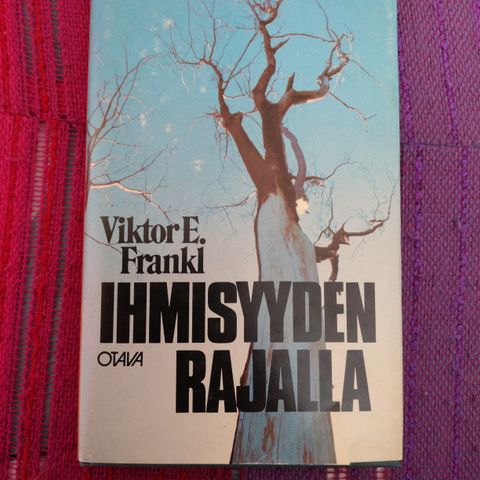 Viktor E.
Frankl
IHMISYYDEN
OTAVA
RAJALLA